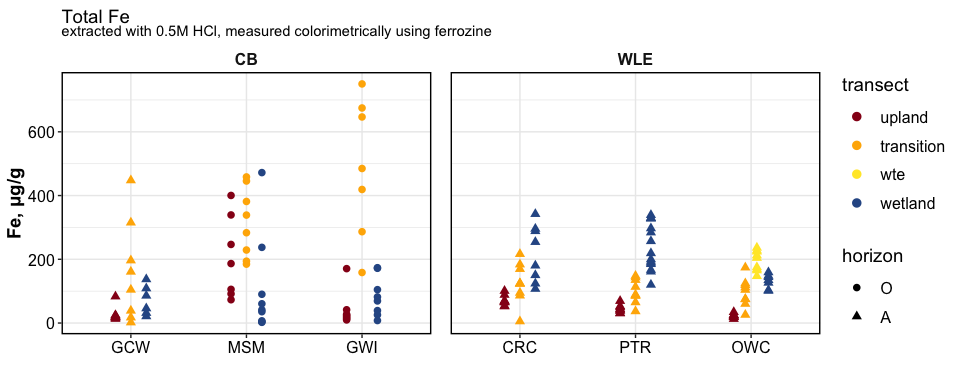 Total Fe
extracted with 0.5M HCl, measured colorimetrically using ferrozine
CB
WLE
Fe, μg/g
600
400
200
0
GCW
MSM
GWI
CRC
PTR
OWC
transect
upland
transition
wte
wetland
horizon
O
A